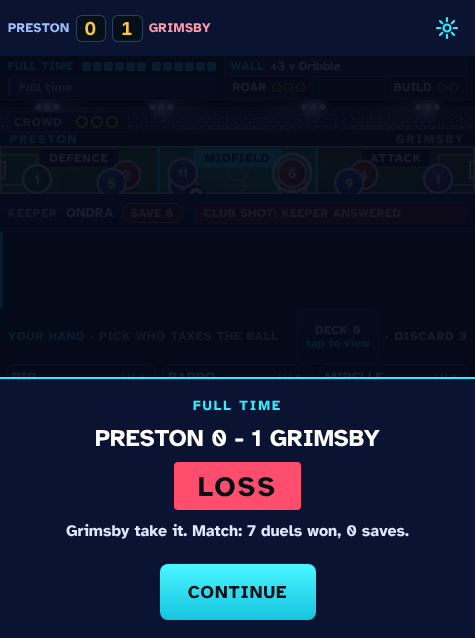 PRESTON 0 1 GRIMSBY
FULL TIME
WALL +3 v Dribble
Full time
ROAR
BUILD
CROWD
PRESTON GRIMSBY
DEFENCE MIDFIELD ATTACK
1 5 2 11 6 9 4 1
KEEPER ONDRA SAVE 6 CLUB SHOT: KEEPER ANSWERED
YOUR HAND - PICK WHO TAKES THE BALL
DECK 0
tap to view
- DISCARD 3
FULL TIME
PRESTON 0 - 1 GRIMSBY
LOSS
Grimsby take it. Match: 7 duels won, 0 saves.
CONTINUE